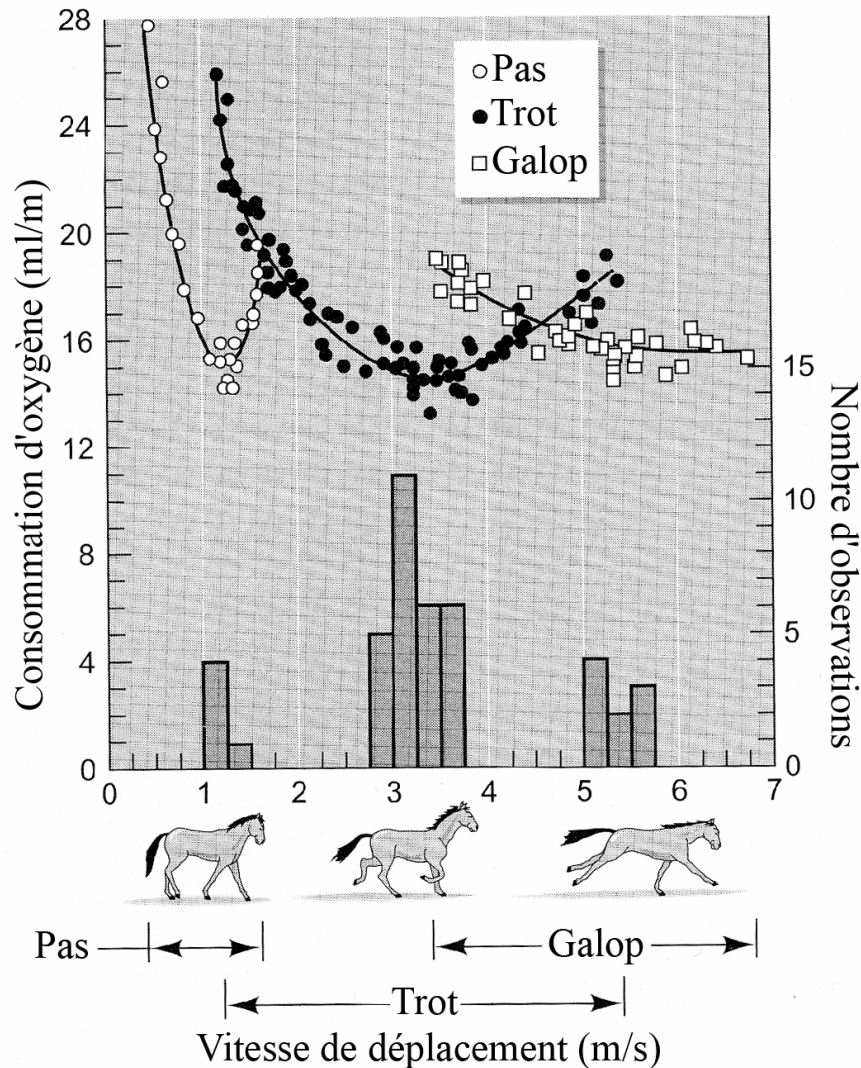 Consommation d'oxygène (ml/m)
28
24
20
16
12
8
4
0
Pas
Trot
Galop
15
10
5
0
Nombre d'observations
0 1 2 3 4 5 6 7
Pas
Galop
Trot
Vitesse de déplacement (m/s)